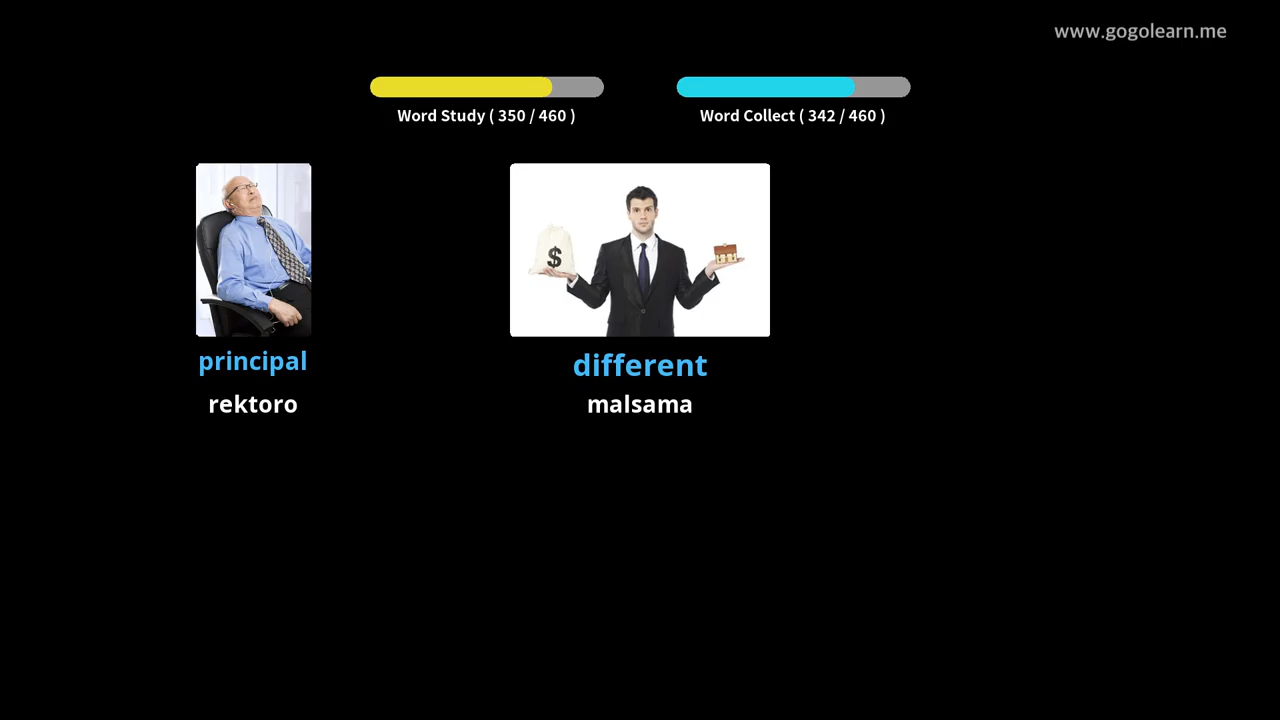 www.gogolearn.me
Word Study ( 350 / 460 )
Word Collect ( 342 / 460 )
$
principal
rektoro
different
malsama